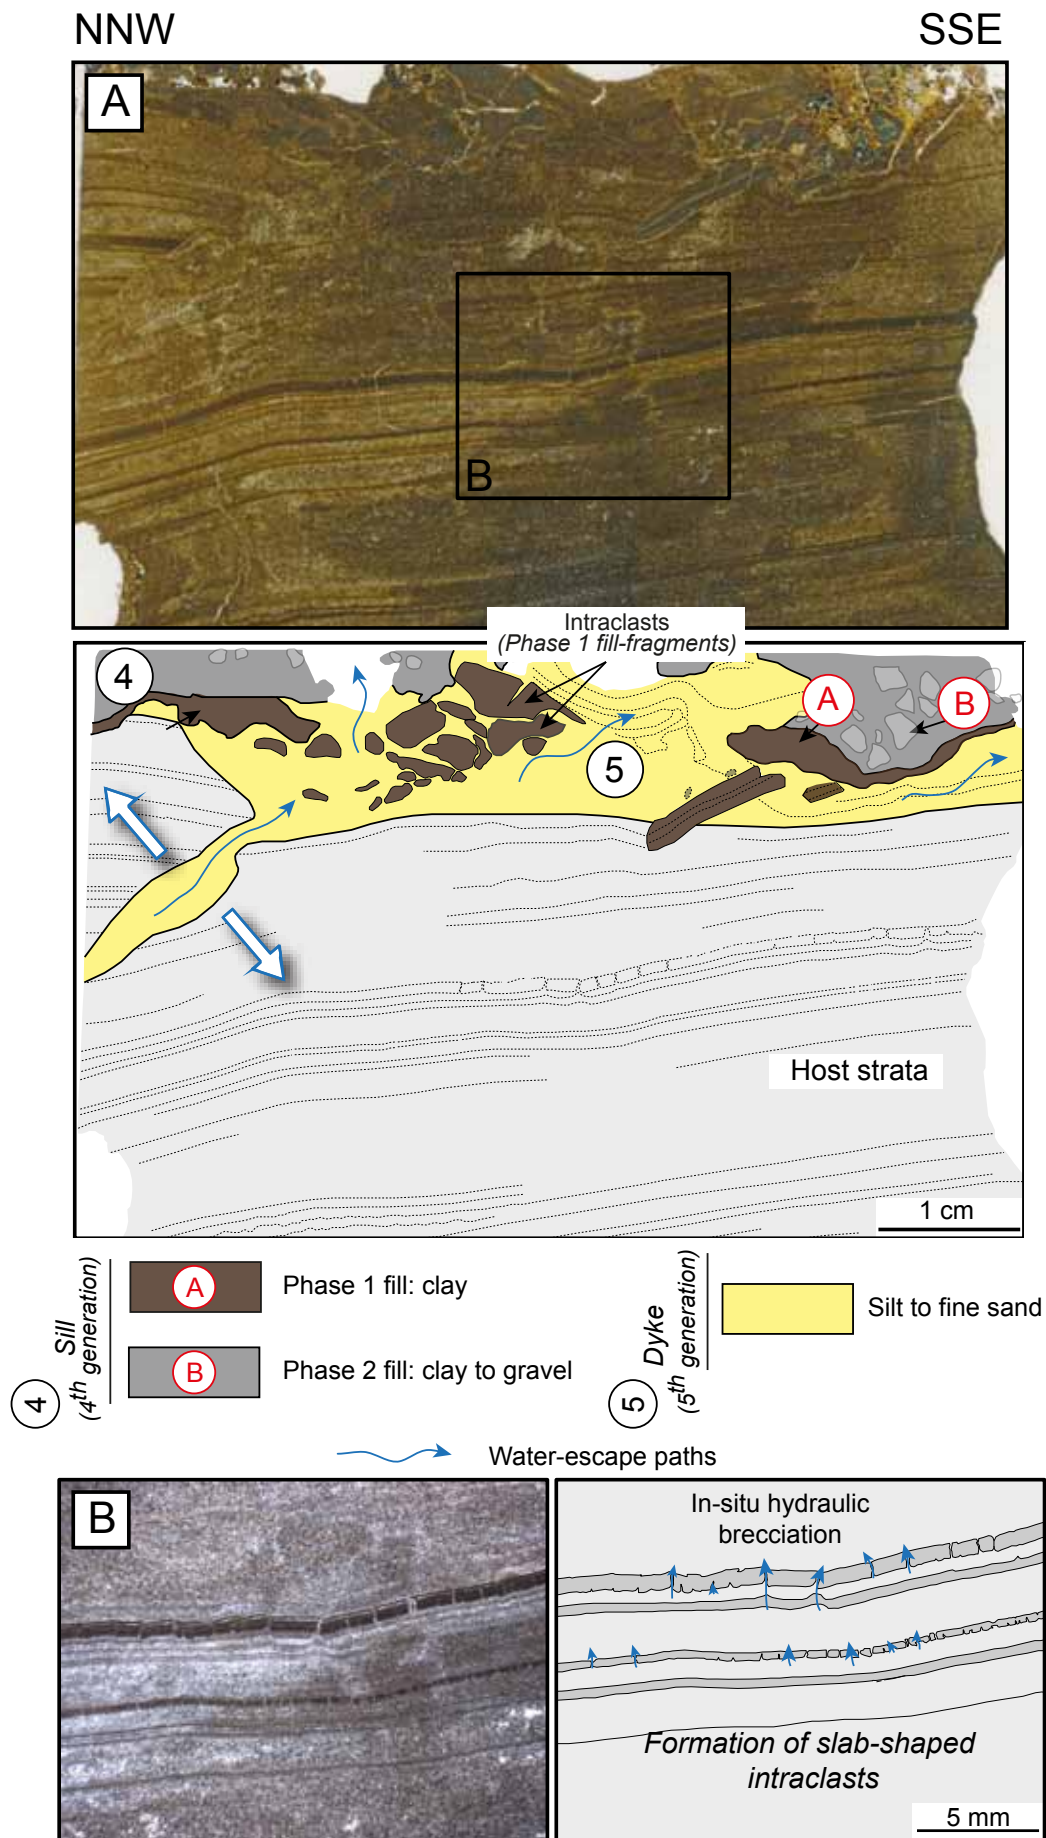 NNW
SSE
A
B
Intraclasts
(Phase 1 fill-fragments)
4
A
B
5
Host strata
1 cm
4
Sill
(4th generation)
A
Phase 1 fill: clay
B
Phase 2 fill: clay to gravel
5
Dyke
(5th generation)
Silt to fine sand
Water-escape paths
B
In-situ hydraulic
brecciation
Formation of slab-shaped
intraclasts
5 mm